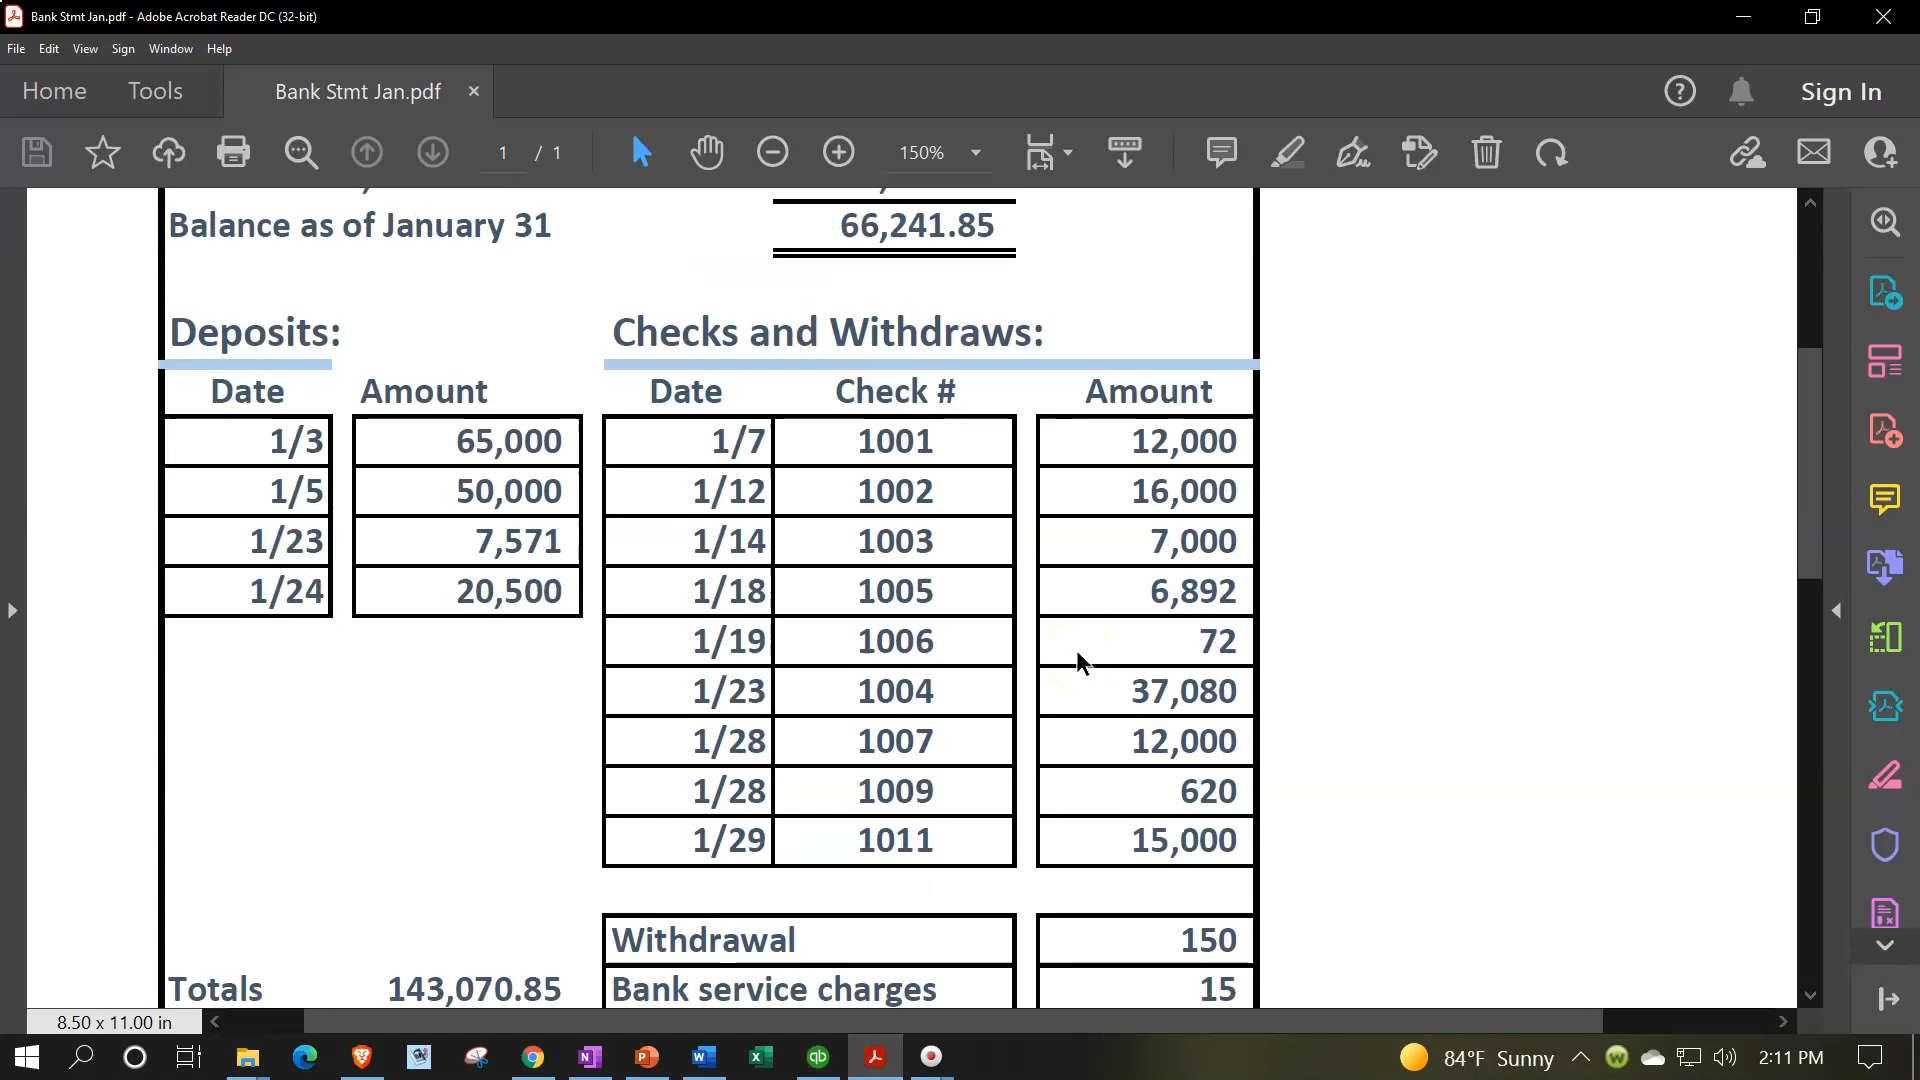 Bank Stmt Jan.pdf - Adobe Acrobat Reader DC (32-bit)
File Edit View Sign Window Help
Home Tools Bank Stmt Jan.pdf × Sign In
1 / 1 150%
Balance as of January 31 66,241.85
Deposits: Checks and Withdraws:
Date Amount Date Check # Amount
1/3 65,000 1/7 1001 12,000
1/5 50,000 1/12 1002 16,000
1/23 7,571 1/14 1003 7,000
1/24 20,500 1/18 1005 6,892
1/19 1006 72
1/23 1004 37,080
1/28 1007 12,000
1/28 1009 620
1/29 1011 15,000
Withdrawal 150
Totals 143,070.85 Bank service charges 15
8.50 x 11.00 in
84°F Sunny 2:11 PM